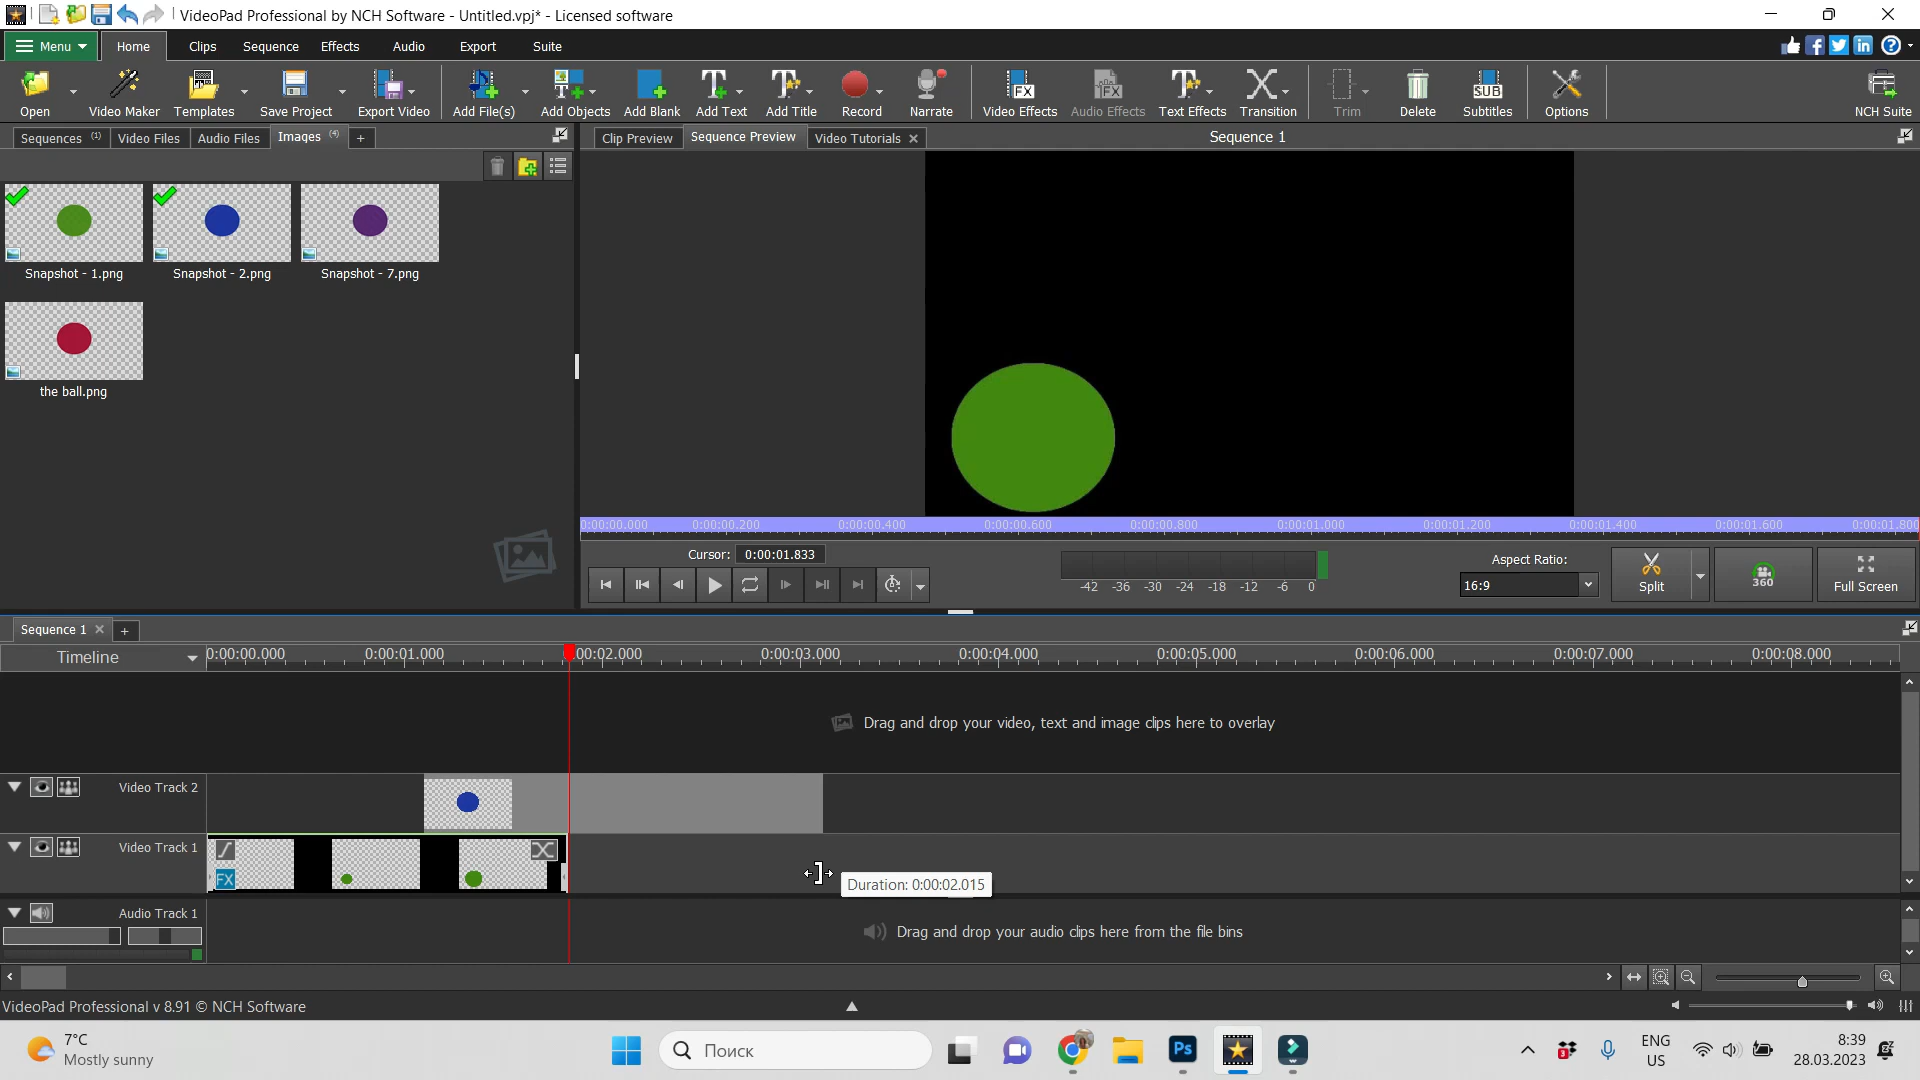 VideoPad Professional by NCH Software - Untitled.vpj* - Licensed software
Menu Home Clips Sequence Effects Audio Export Suite
Open Video Maker Templates Save Project Export Video Add File(s) Add Objects Add Blank Add Text Add Title Record Narrate Video Effects Audio Effects Text Effects Transition Trim Delete Subtitles Options NCH Suite
Sequences (1) Video Files Audio Files Images (4) +
Clip Preview Sequence Preview Video Tutorials Sequence 1
Snapshot - 1.png Snapshot - 2.png Snapshot - 7.png
the ball.png
0:00:00.000 0:00:00.200 0:00:00.400 0:00:00.600 0:00:00.800 0:00:01.000 0:00:01.200 0:00:01.400 0:00:01.600 0:00:01.800
Cursor: 0:00:01.833
-42 -36 -30 -24 -18 -12 -6 0
Aspect Ratio:
16:9
Split
360
Full Screen
Sequence 1 +
Timeline
0:00:00.000 0:00:01.000 :00:02.000 0:00:03.000 0:00:04.000 0:00:05.000 0:00:06.000 0:00:07.000 0:00:08.000
Drag and drop your video, text and image clips here to overlay
Video Track 2
Video Track 1
FX
Duration: 0:00:02.015
Audio Track 1
Drag and drop your audio clips here from the file bins
VideoPad Professional v 8.91 © NCH Software
7°C
Mostly sunny
Поиск
Ps
3
ENG
US
8:39
28.03.2023